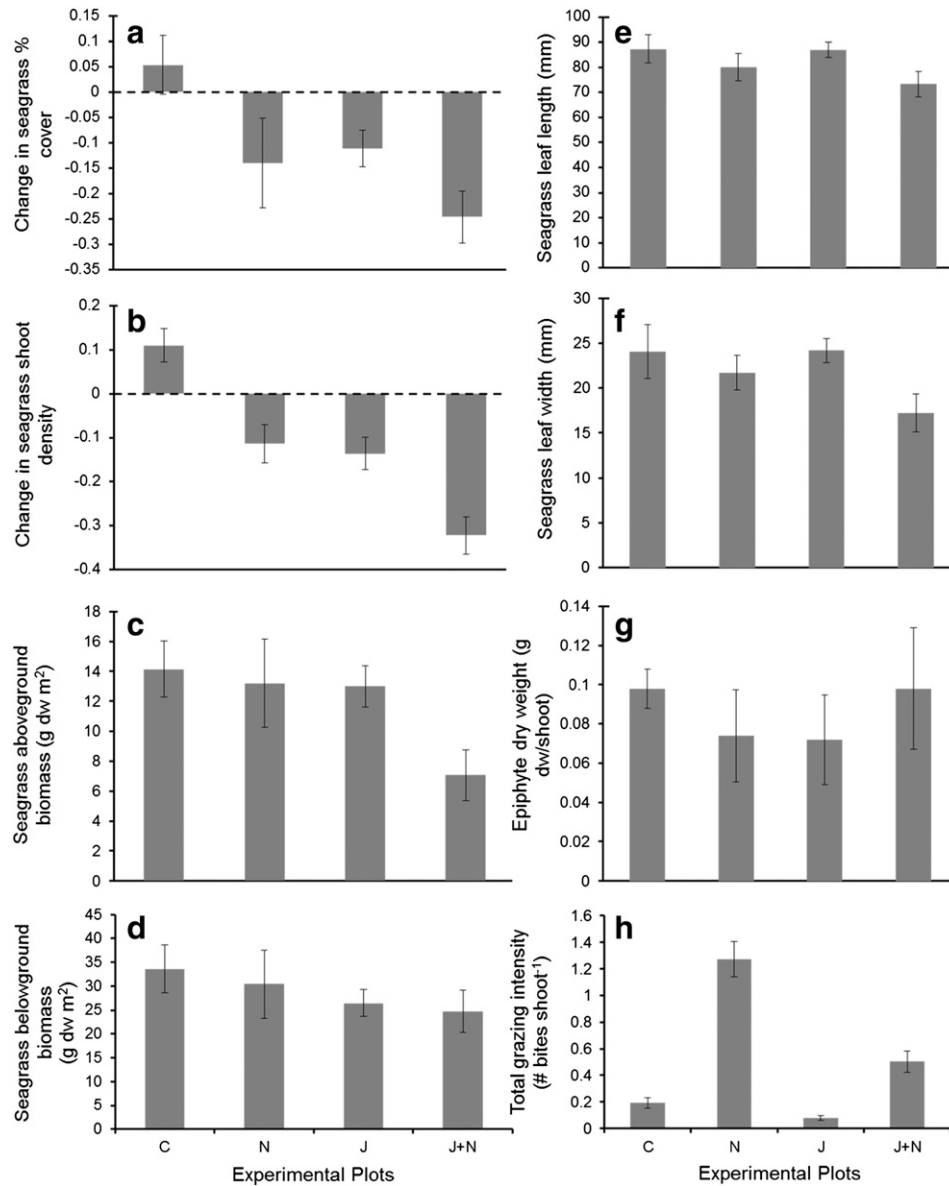 a
Change in seagrass %
cover
0.15
0.1
0.05
0
-0.05
-0.1
-0.15
-0.2
-0.25
-0.3
-0.35
b
Change in seagrass shoot
density
0.2
0.1
0
-0.1
-0.2
-0.3
-0.4
c
Seagrass aboveground
biomass (g dw m²)
18
16
14
12
10
8
6
4
2
0
d
Seagrass belowground
biomass
(g dw m²)
45
40
35
30
25
20
15
10
5
0
C
N
J
J+N
Experimental Plots
e
Seagrass leaf length (mm)
100
90
80
70
60
50
40
30
20
10
0
f
Seagrass leaf width (mm)
30
25
20
15
10
5
0
g
Epiphyte dry weight (g
dw/shoot)
0.14
0.12
0.1
0.08
0.06
0.04
0.02
0
h
Total grazing intensity
(# bites shoot⁻¹)
1.6
1.4
1.2
1
0.8
0.6
0.4
0.2
0
C
N
J
J+N
Experimental Plots